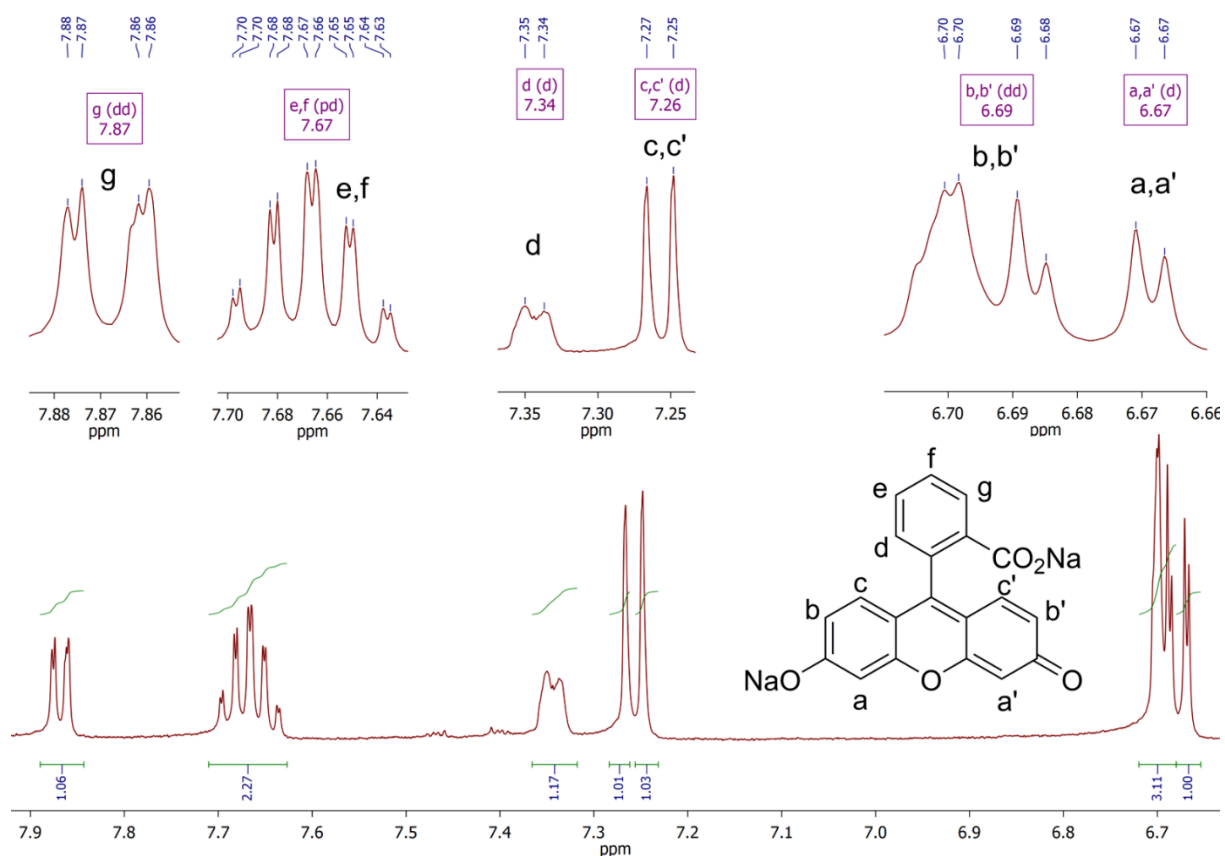 7.88 7.87 7.86 7.86 7.70 7.70 7.68 7.68 7.67 7.66 7.65 7.65 7.64 7.63 7.35 7.34 7.27 7.25 6.70 6.70 6.69 6.68 6.67 6.67
g (dd)
7.87
e,f (pd)
7.67
d (d)
7.34
c,c' (d)
7.26
b,b' (dd)
6.69
a,a' (d)
6.67
g
e,f
d
c,c'
b,b'
a,a'
7.88 7.87 7.86
ppm
7.70 7.68 7.66 7.64
ppm
7.35 7.30 7.25
ppm
6.70 6.69 6.68 6.67 6.66
ppm
f
e
g
d
CO2Na
c
c'
b
b'
NaO
a
O
a'
O
1.06 2.27 1.17 1.01 1.03 3.11 1.00
7.9 7.8 7.7 7.6 7.5 7.4 7.3 7.2 7.1 7.0 6.9 6.8 6.7
ppm
ppm